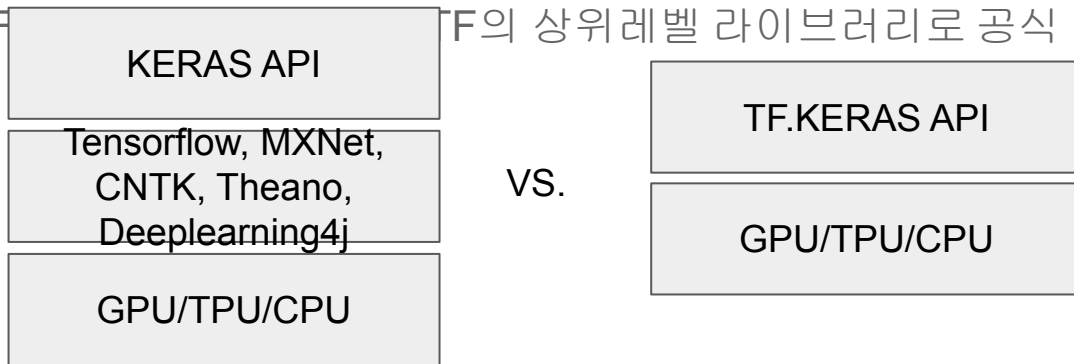 TF의 상위레벨 라이브러리로 공식
KERAS API
Tensorflow, MXNet,
CNTK, Theano,
Deeplearning4j
GPU/TPU/CPU
VS.
TF.KERAS API
GPU/TPU/CPU